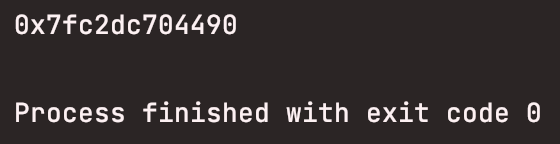 0x7fc2dc704490
Process finished with exit code 0